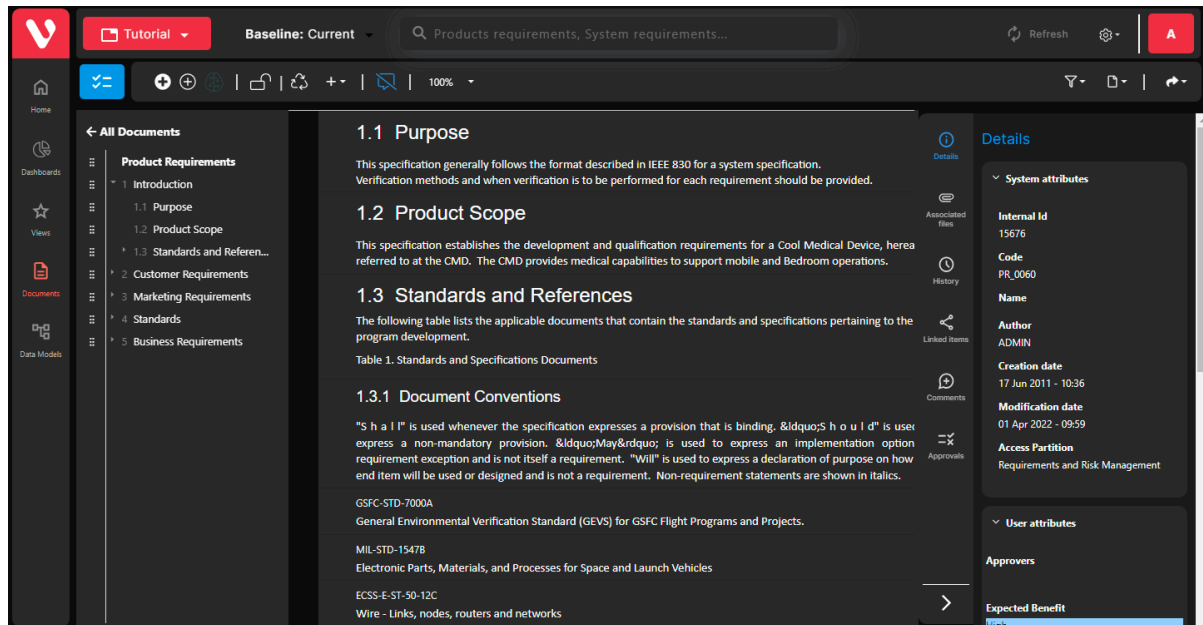 Tutorial
Baseline: Current
Products requirements, System requirements...
Refresh
A
100%
Home
Dashboards
Views
Documents
Data Models
All Documents
Product Requirements
1 Introduction
1.1 Purpose
1.2 Product Scope
1.3 Standards and Referen...
2 Customer Requirements
3 Marketing Requirements
4 Standards
5 Business Requirements
1.1 Purpose
This specification generally follows the format described in IEEE 830 for a system specification.
Verification methods and when verification is to be performed for each requirement should be provided.
1.2 Product Scope
This specification establishes the development and qualification requirements for a Cool Medical Device, herea
referred to at the CMD. The CMD provides medical capabilities to support mobile and Bedroom operations.
1.3 Standards and References
The following table lists the applicable documents that contain the standards and specifications pertaining to the
program development.
Table 1. Standards and Specifications Documents
1.3.1 Document Conventions
"S h a l l" is used whenever the specification expresses a provision that is binding. &ldquo;S h o u l d" is used
express a non-mandatory provision. &ldquo;May&rdquo; is used to express an implementation option
requirement exception and is not itself a requirement. "Will" is used to express a declaration of purpose on how
end item will be used or designed and is not a requirement. Non-requirement statements are shown in italics.
GSFC-STD-7000A
General Environmental Verification Standard (GEVS) for GSFC Flight Programs and Projects.
MIL-STD-1547B
Electronic Parts, Materials, and Processes for Space and Launch Vehicles
ECSS-E-ST-50-12C
Wire - Links, nodes, routers and networks
Details
Associated
files
History
Linked items
Comments
Approvals
Details
System attributes
Internal Id
15676
Code
PR_0060
Name
Author
ADMIN
Creation date
17 Jun 2011 - 10:36
Modification date
01 Apr 2022 - 09:59
Access Partition
Requirements and Risk Management
User attributes
Approvers
Expected Benefit
High